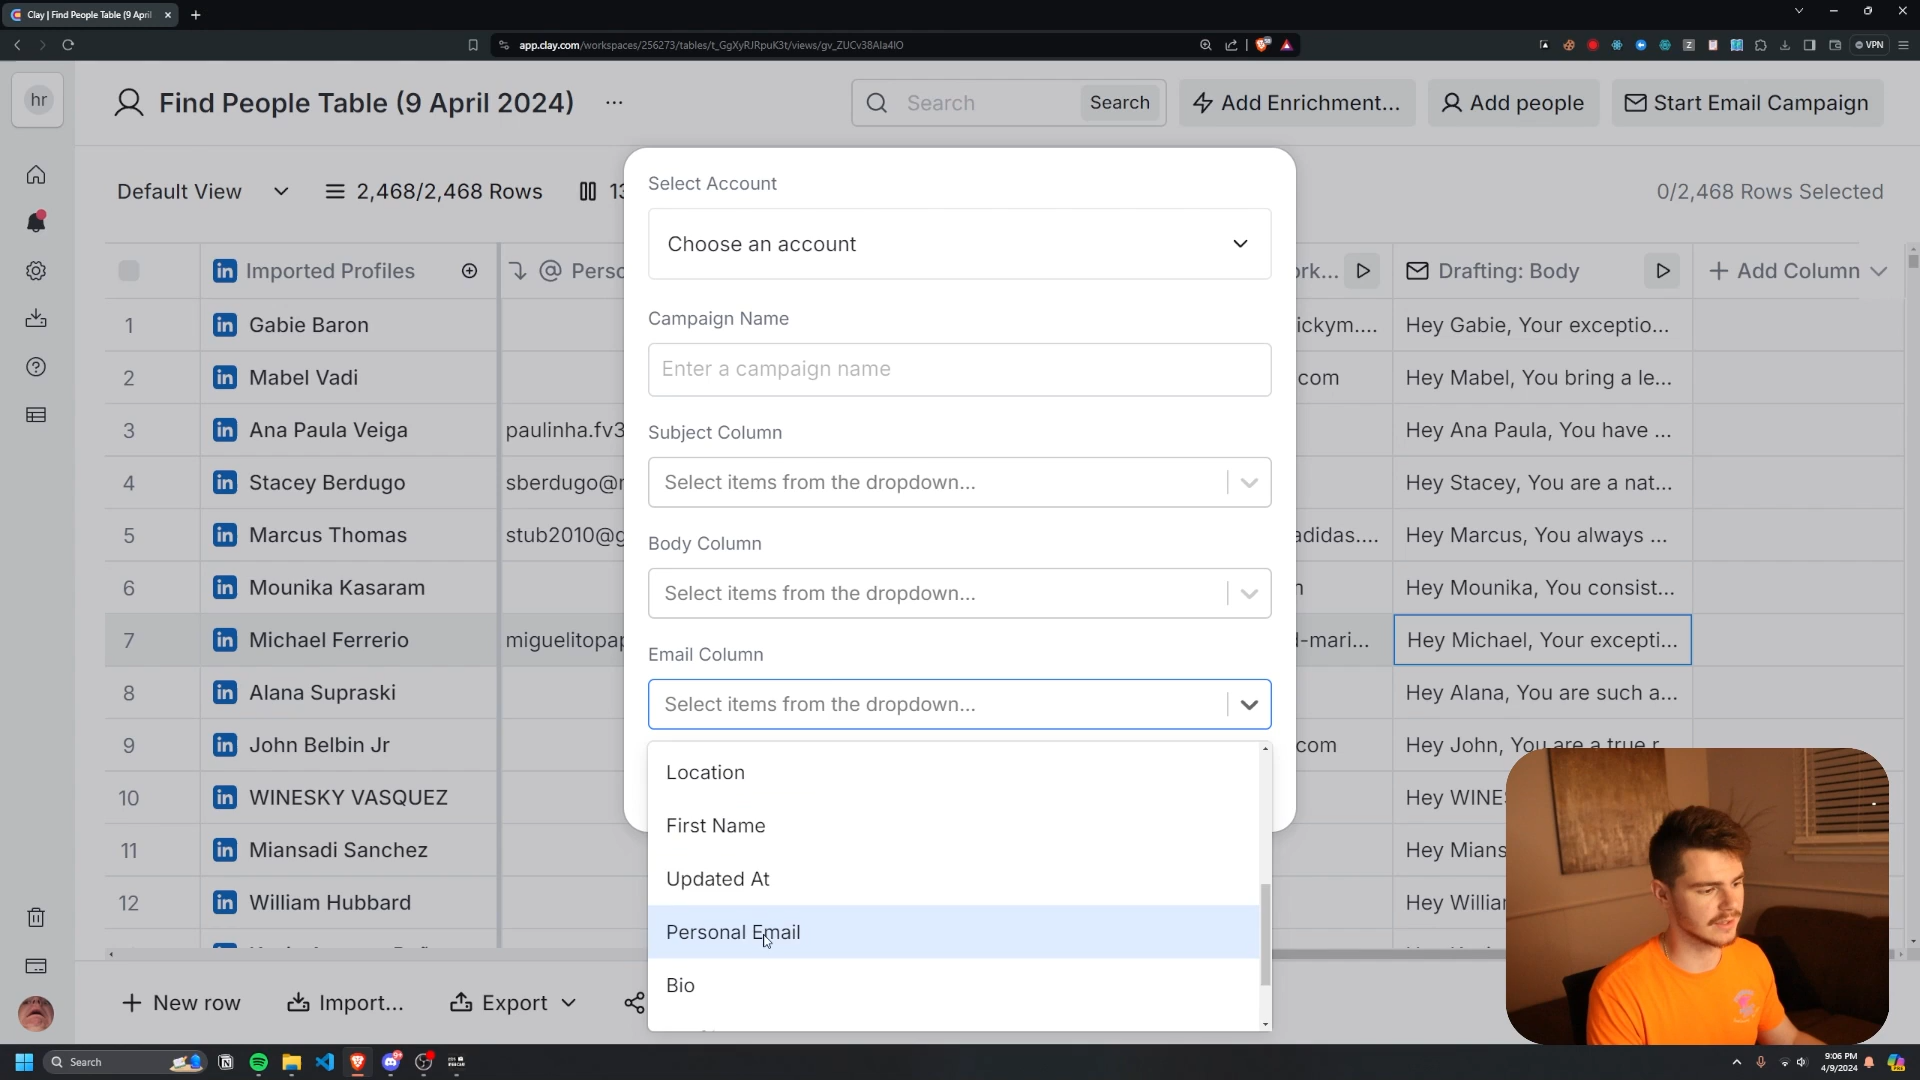 Clay | Find People Table (9 April
app.clay.com/workspaces/256273/tables/t_GgXyRJRpuK3t/views/gv_ZUCv38Ala4lO
VPN
hr
Find People Table (9 April 2024)
Search
Search
Add Enrichment...
Add people
Start Email Campaign
Default View
2,468/2,468 Rows
0/2,468 Rows Selected
Imported Profiles
@ Perso
ork...
Drafting: Body
Add Column
1 Gabie Baron ickym.... Hey Gabie, Your exceptio...
2 Mabel Vadi com Hey Mabel, You bring a le...
3 Ana Paula Veiga paulinha.fv3 Hey Ana Paula, You have ...
4 Stacey Berdugo sberdugo@r Hey Stacey, You are a nat...
5 Marcus Thomas stub2010@g adidas.... Hey Marcus, You always ...
6 Mounika Kasaram Hey Mounika, You consist...
7 Michael Ferrerio miguelitopap l-mari... Hey Michael, Your excepti...
8 Alana Supraski Hey Alana, You are such a...
9 John Belbin Jr com Hey John, You are a true r
10 WINESKY VASQUEZ Hey WINES
11 Miansadi Sanchez Hey Mians
12 William Hubbard Hey Willian
Select Account
Choose an account
Campaign Name
Enter a campaign name
Subject Column
Select items from the dropdown...
Body Column
Select items from the dropdown...
Email Column
Select items from the dropdown...
Location
First Name
Updated At
Personal Email
Bio
New row
Import...
Export
Search
9:06 PM
4/9/2024